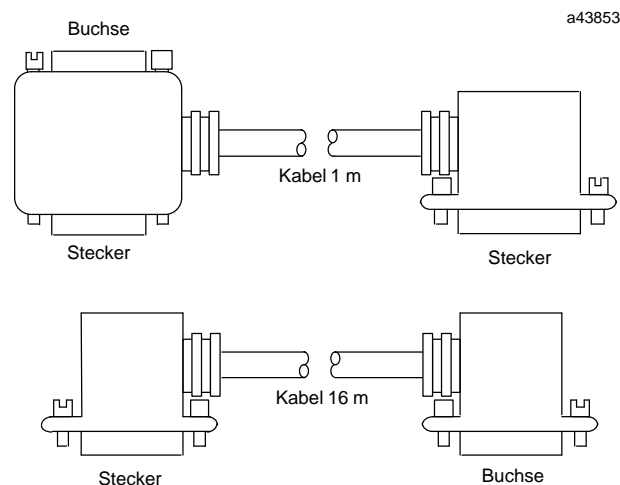 a43853
Buchse
Kabel 1 m
Stecker
Stecker
Kabel 16 m
Stecker
Buchse